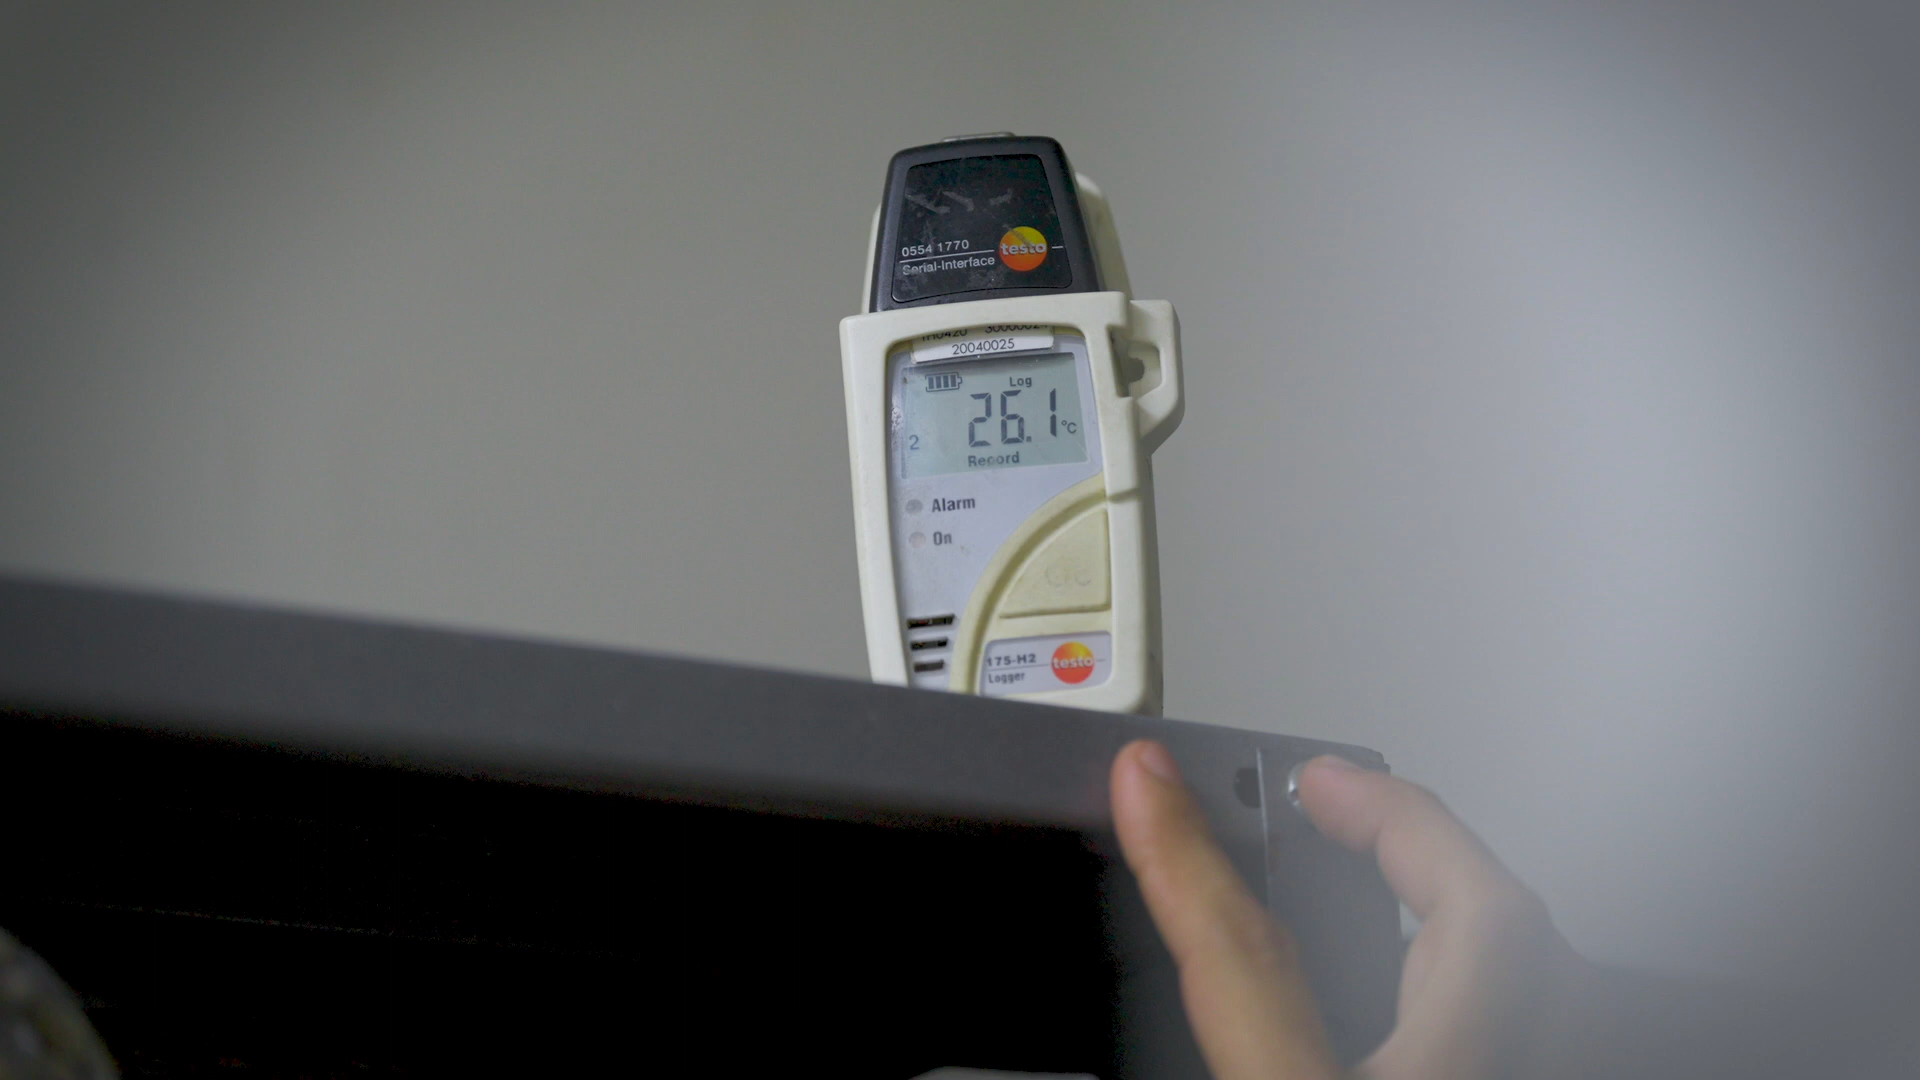 0554 1770
Serial-Interface
testo
20040025
Log
26.1 °C
2
Record
Alarm
On
175-H2
Logger
testo